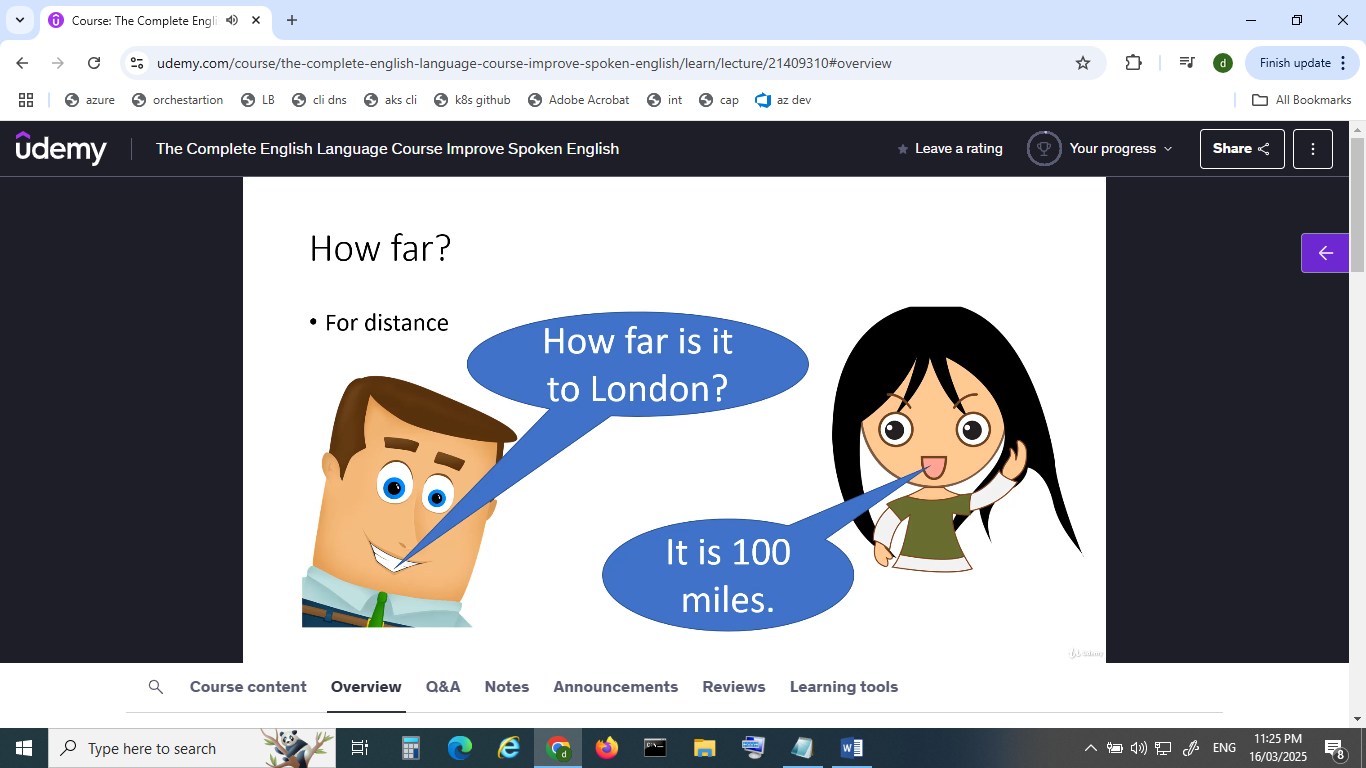 Course: The Complete Engli
udemy.com/course/the-complete-english-language-course-improve-spoken-english/learn/lecture/21409310#overview
d
Finish update
azure
orchestartion
LB
cli dns
aks cli
k8s github
Adobe Acrobat
int
cap
az dev
All Bookmarks
udemy
The Complete English Language Course Improve Spoken English
Leave a rating
Your progress
Share
How far?
• For distance
How far is it
to London?
It is 100
miles.
Udemy
Course content
Overview
Q&A
Notes
Announcements
Reviews
Learning tools
Type here to search
ENG
11:25 PM
16/03/2025
8